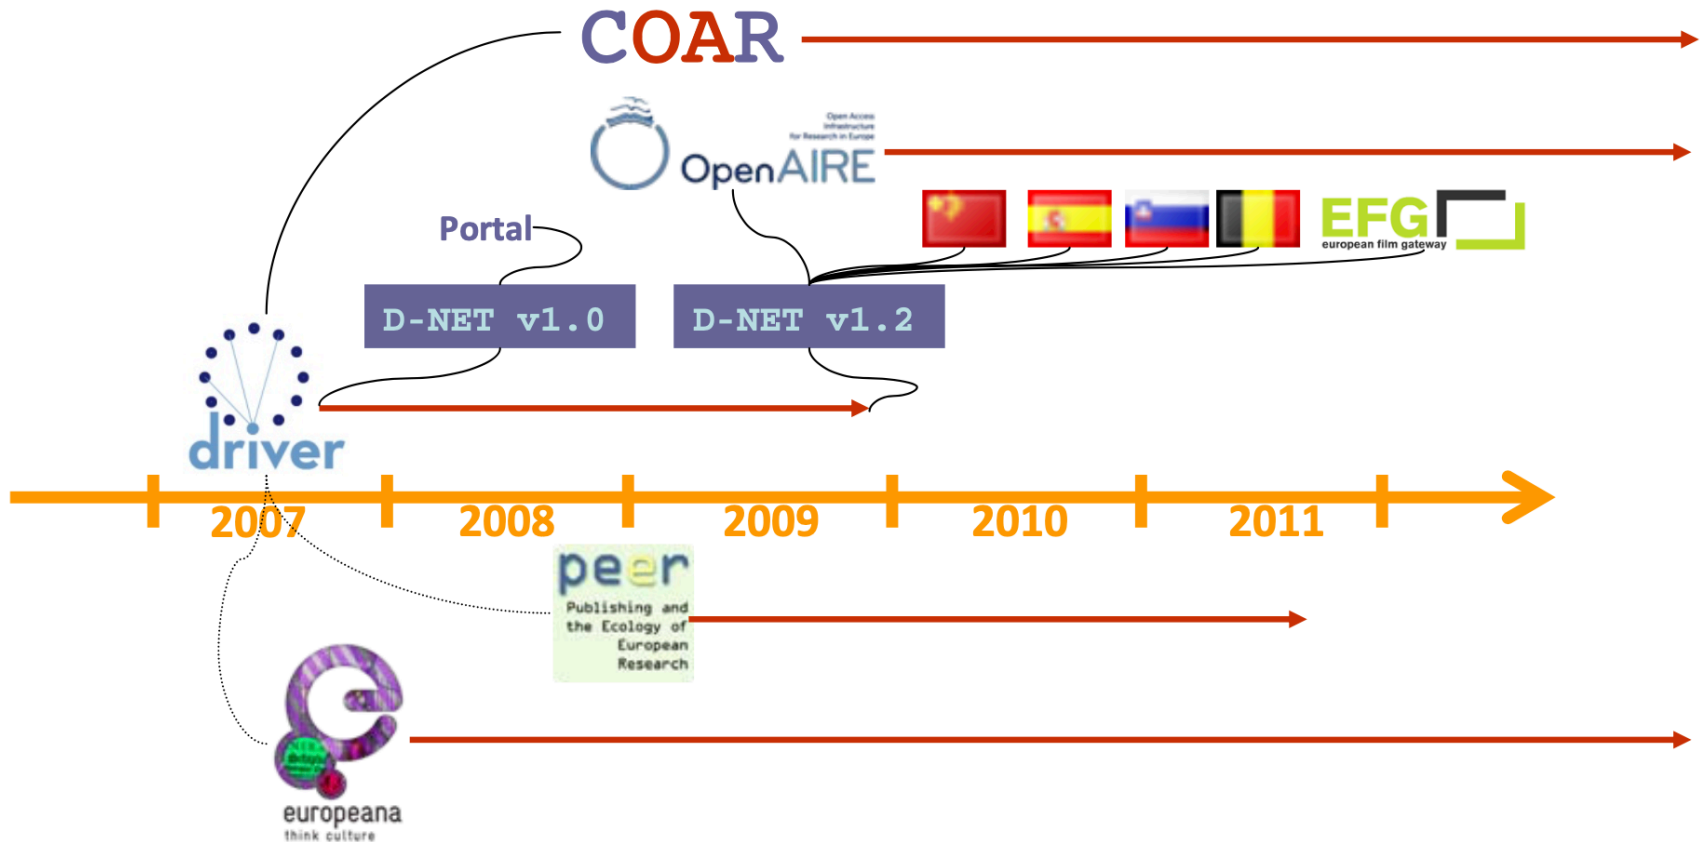 COAR
Open Access
Infrastructure
for Research in Europe
OpenAIRE
Portal
EFG
european film gateway
D-NET v1.0
D-NET v1.2
driver
2007
2008
2009
2010
2011
peer
Publishing and
the Ecology of
European
Research
europeana
think culture